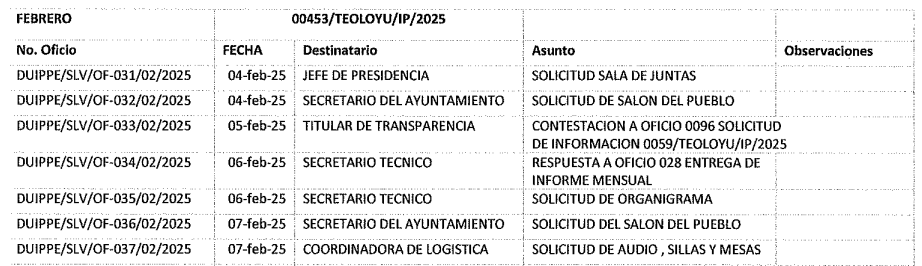 FEBRERO 00453/TEOLOYU/IP/2025
No. Oficio FECHA Destinatario Asunto Observaciones
DUIPPE/SLV/OF-031/02/2025 04-feb-25 JEFE DE PRESIDENCIA SOLICITUD SALA DE JUNTAS
DUIPPE/SLV/OF-032/02/2025 04-feb-25 SECRETARIO DEL AYUNTAMIENTO SOLICITUD DE SALON DEL PUEBLO
DUIPPE/SLV/OF-033/02/2025 05-feb-25 TITULAR DE TRANSPARENCIA CONTESTACION A OFICIO 0096 SOLICITUD
DE INFORMACION 0059/TEOLOYU/IP/2025
DUIPPE/SLV/OF-034/02/2025 06-feb-25 SECRETARIO TECNICO RESPUESTA A OFICIO 028 ENTREGA DE
INFORME MENSUAL
DUIPPE/SLV/OF-035/02/2025 06-feb-25 SECRETARIO TECNICO SOLICITUD DE ORGANIGRAMA
DUIPPE/SLV/OF-036/02/2025 07-feb-25 SECRETARIO DEL AYUNTAMIENTO SOLICITUD DEL SALON DEL PUEBLO
DUIPPE/SLV/OF-037/02/2025 07-feb-25 COORDINADORA DE LOGISTICA SOLICITUD DE AUDIO , SILLAS Y MESAS